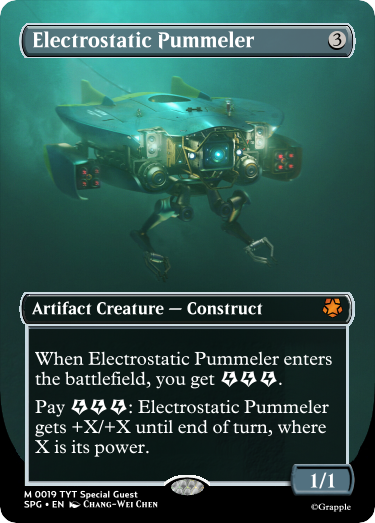 Electrostatic Pummeler 3
Artifact Creature — Construct
When Electrostatic Pummeler enters
the battlefield, you get .
Pay : Electrostatic Pummeler
gets +X/+X until end of turn, where
X is its power.
1/1
M 0019 TYT Special Guest
SPG • EN Chang-Wei Chen
©Grapple